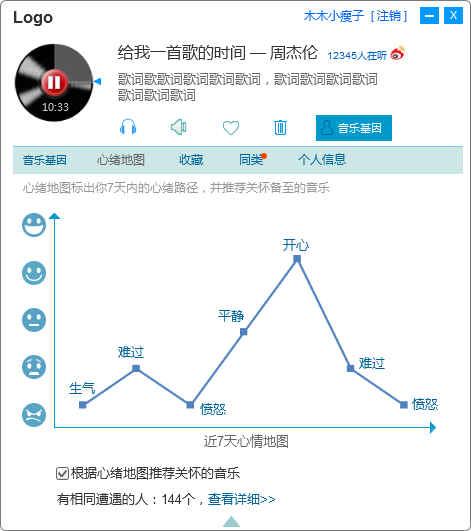 Logo
木木小瘦子 [ 注销 ]
给我一首歌的时间 — 周杰伦 12345人在听
歌词歌歌词歌词歌词歌词，歌词歌词歌词歌词
歌词歌词歌词
10:33
音乐基因
音乐基因 心绪地图 收藏 同类 个人信息
心绪地图标出你7天内的心绪路径，并推荐关怀备至的音乐
开心
平静
难过
难过
生气
愤怒
愤怒
近7天心情地图
根据心绪地图推荐关怀的音乐
有相同遭遇的人：144个，查看详细>>